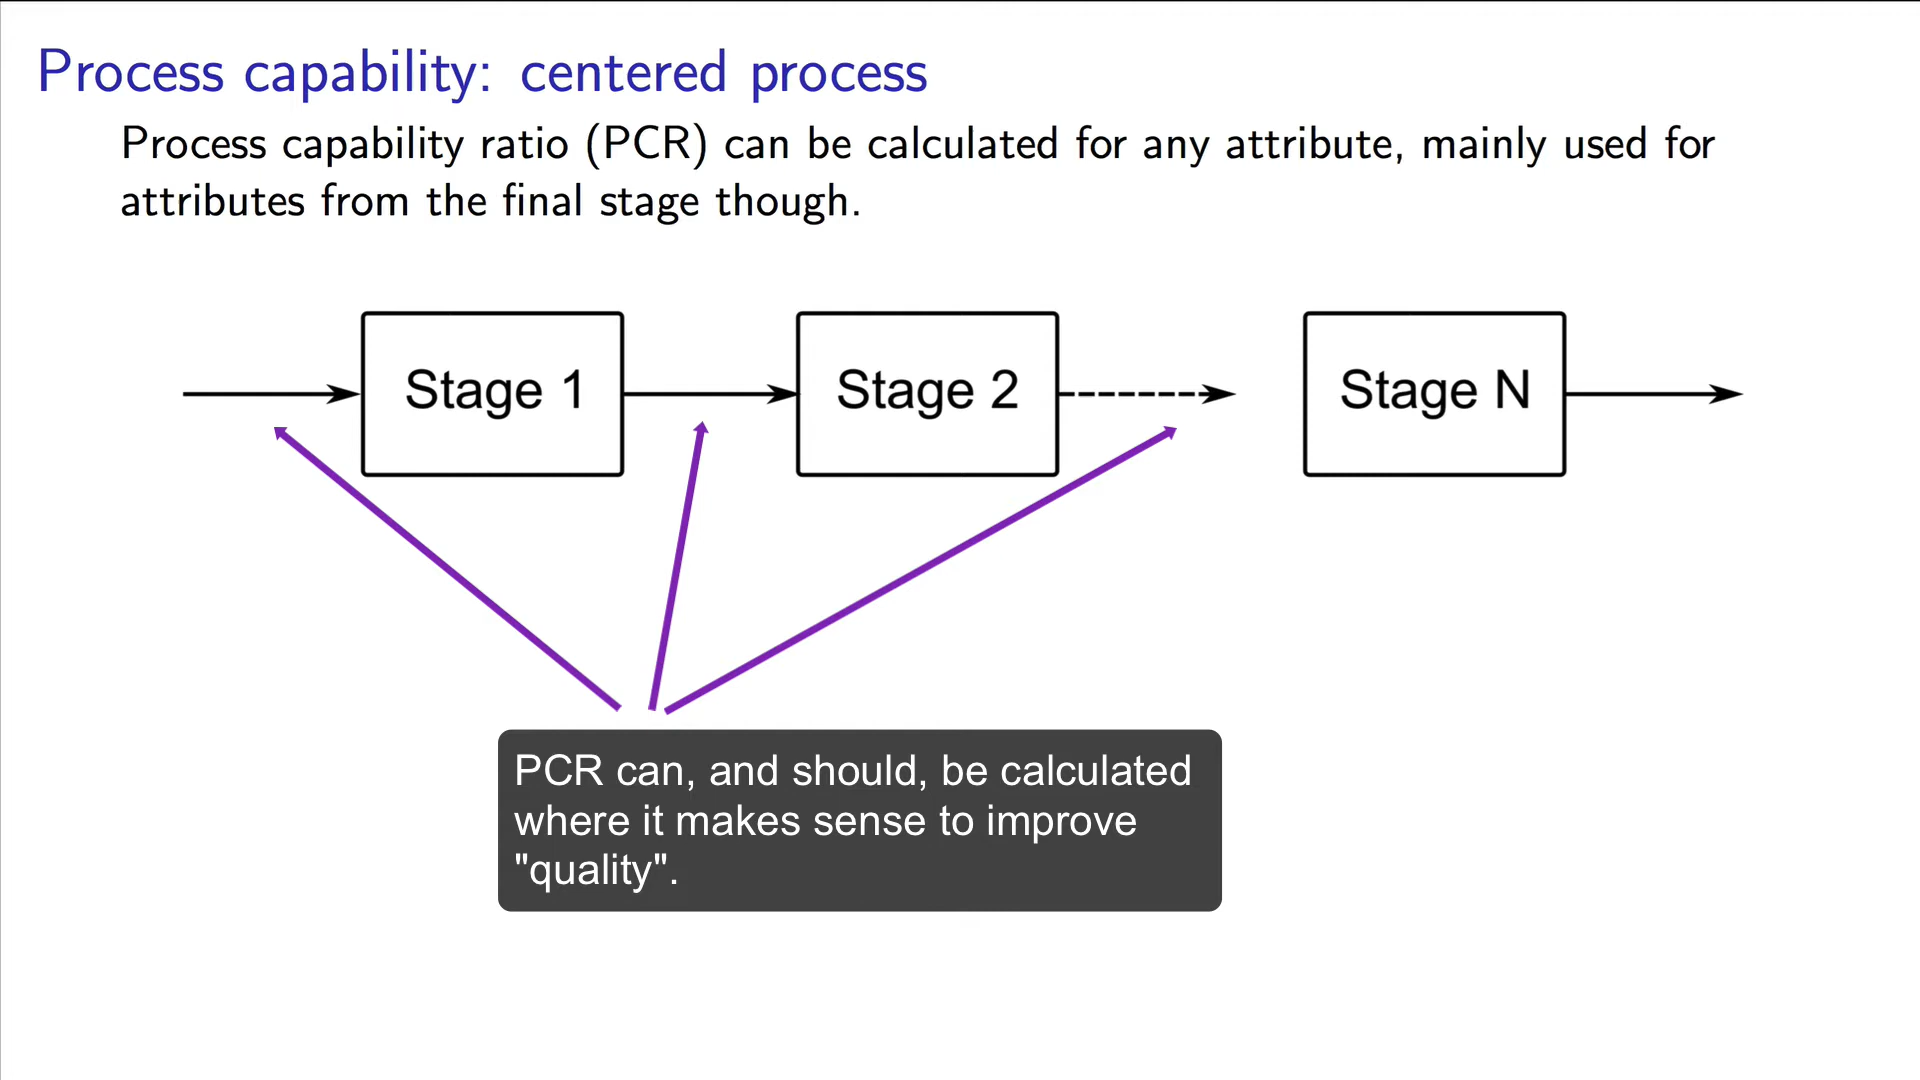 Process capability: centered process
Process capability ratio (PCR) can be calculated for any attribute, mainly used for
attributes from the final stage though.
Stage 1
Stage 2
Stage N
PCR can, and should, be calculated
where it makes sense to improve
"quality".